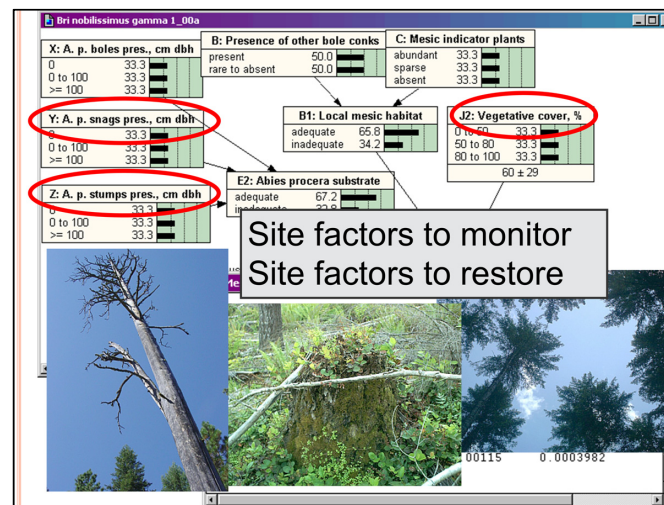 Bri nobilissimus gamma 1_00a
X: A. p. boles pres., cm dbh
0 33.3
0 to 100 33.3
>= 100 33.3
B: Presence of other bole conks
present 50.0
rare to absent 50.0
C: Mesic indicator plants
abundant 33.3
sparse 33.3
absent 33.3
Y: A. p. snags pres., cm dbh
0 33.3
0 to 100 33.3
>= 100 33.3
B1: Local mesic habitat
adequate 65.8
inadequate 34.2
J2: Vegetative cover, %
0 to 50 33.3
50 to 80 33.3
80 to 100 33.3
60 ± 29
Z: A. p. stumps pres., cm dbh
0 33.3
0 to 100 33.3
>= 100 33.3
E2: Abies procera substrate
adequate 67.2
inadequate 32.8
Site factors to monitor
Site factors to restore
00115 0.0003982